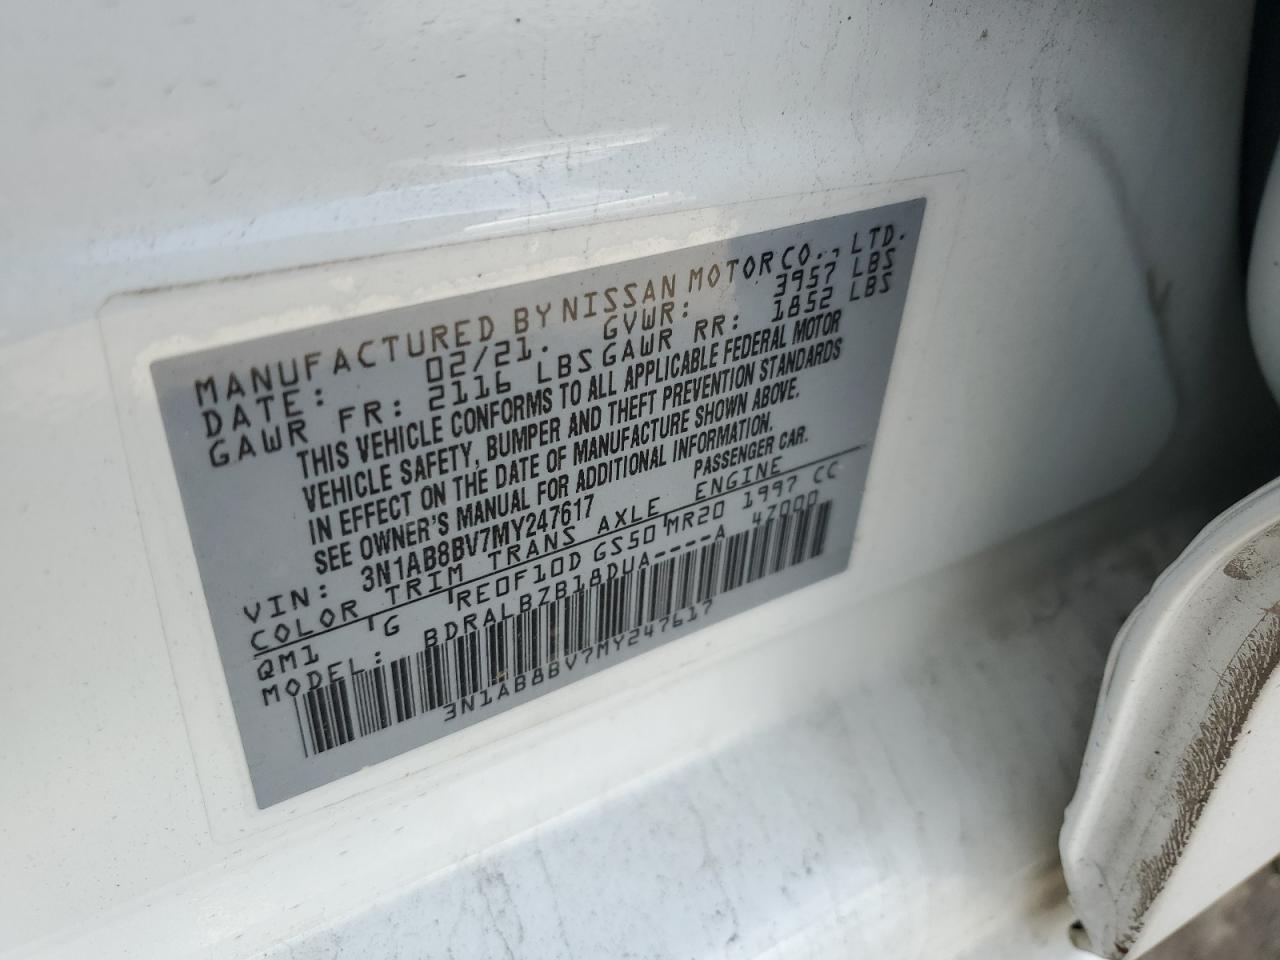 MANUFACTURED BY NISSAN MOTOR CO., LTD.
DATE: 02/21. GVWR: 3957 LBS
GAWR FR: 2116 LBS GAWR RR: 1852 LBS
THIS VEHICLE CONFORMS TO ALL APPLICABLE FEDERAL MOTOR
VEHICLE SAFETY, BUMPER AND THEFT PREVENTION STANDARDS
IN EFFECT ON THE DATE OF MANUFACTURE SHOWN ABOVE.
SEE OWNER'S MANUAL FOR ADDITIONAL INFORMATION.
VIN: 3N1AB8BV7MY247617 PASSENGER CAR.
COLOR TRIM TRANS AXLE ENGINE
QM1 G RE0F10D GS50 MR20 1997 CC
MODEL: BDRALBZB18DUA----A 47000
3N1AB8BV7MY247617